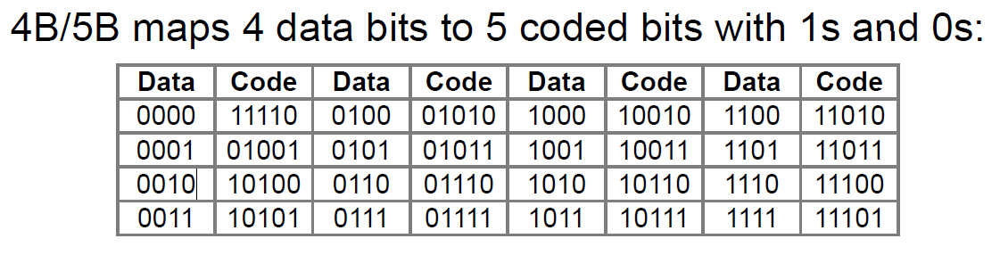 4B/5B maps 4 data bits to 5 coded bits with 1s and 0s:
Data Code Data Code Data Code Data Code
0000 11110 0100 01010 1000 10010 1100 11010
0001 01001 0101 01011 1001 10011 1101 11011
0010 10100 0110 01110 1010 10110 1110 11100
0011 10101 0111 01111 1011 10111 1111 11101